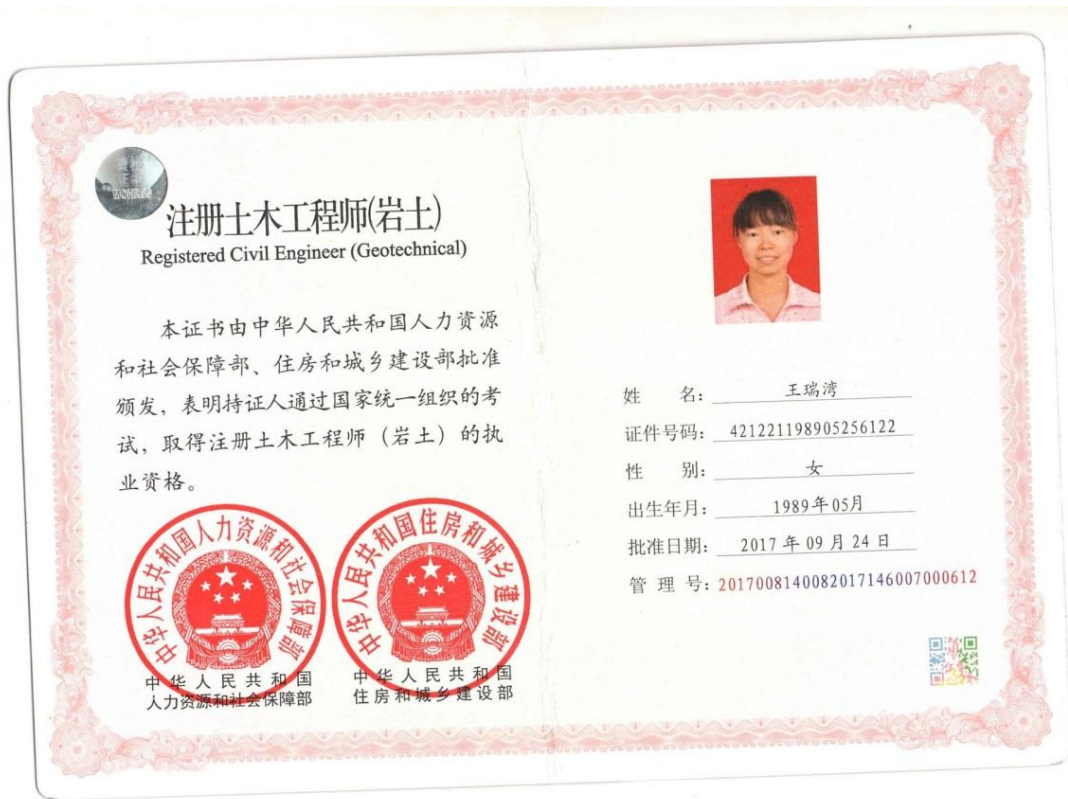 MOHRSS
注册土木工程师(岩土)
Registered Civil Engineer (Geotechnical)
本证书由中华人民共和国人力资源
和社会保障部、住房和城乡建设部批准
颁发，表明持证人通过国家统一组织的考
试，取得注册土木工程师（岩土）的执
业资格。
中华人民共和国人力资源和社会保障部
中华人民共和国住房和城乡建设部
中华人民共和国
人力资源和社会保障部
中华人民共和国
住房和城乡建设部
姓 名：王瑞湾
证件号码：421221198905256122
性 别：女
出生年月：1989年05月
批准日期：2017年09月24日
管 理 号：2017008140082017146007000612